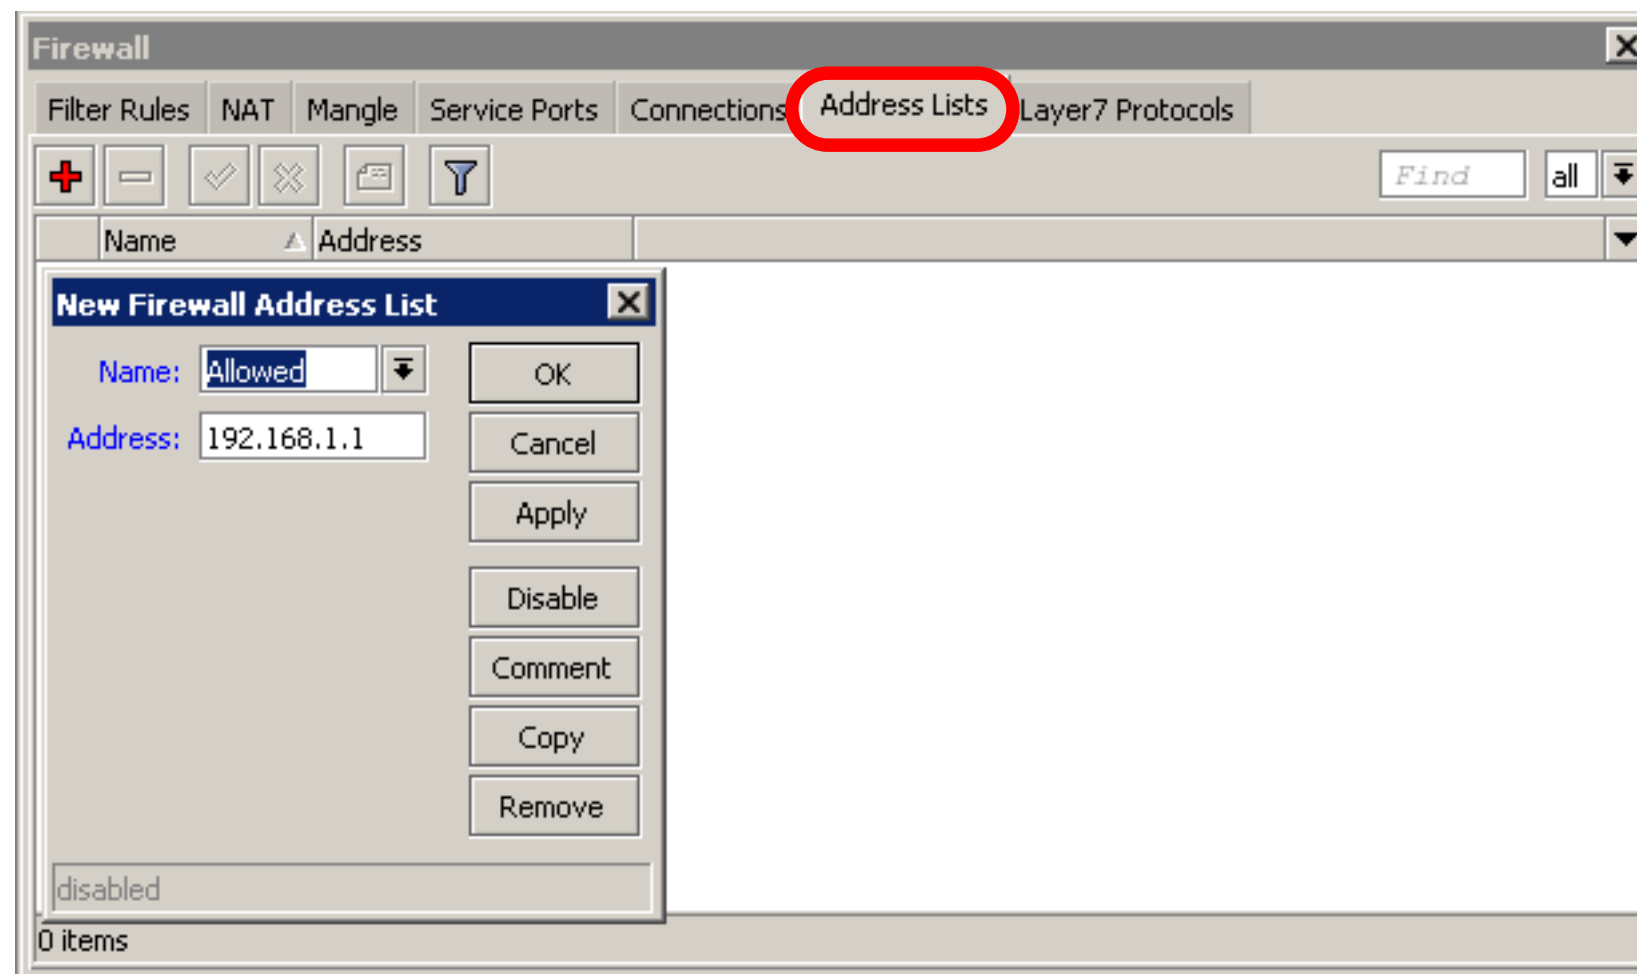 Firewall
Filter Rules NAT Mangle Service Ports Connections Address Lists Layer7 Protocols
Find all
Name Address
New Firewall Address List
Name: Allowed OK
Address: 192.168.1.1 Cancel
Apply
Disable
Comment
Copy
Remove
disabled
0 items